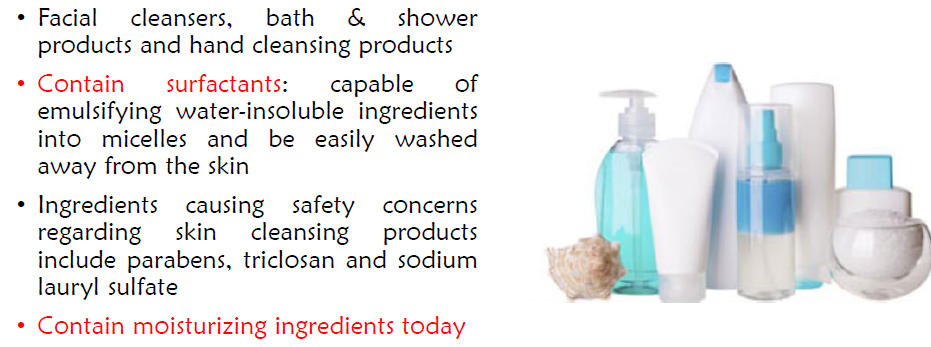 • Facial cleansers, bath & shower
products and hand cleansing products
• Contain surfactants: capable of
emulsifying water-insoluble ingredients
into micelles and be easily washed
away from the skin
• Ingredients causing safety concerns
regarding skin cleansing products
include parabens, triclosan and sodium
lauryl sulfate
• Contain moisturizing ingredients today